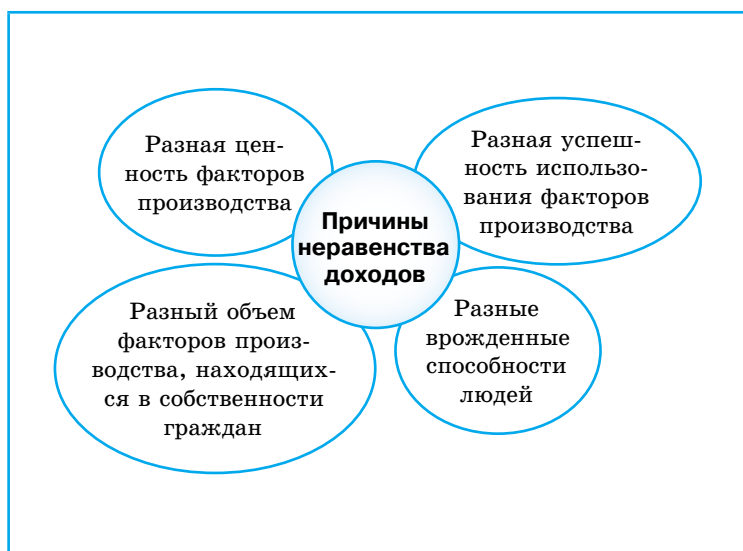 Разная цен-
ность факторов
производства
Разная успеш-
ность использо-
вания факторов
производства
Причины
неравенства
доходов
Разный объем
факторов произ-
водства, находящих-
ся в собственности
граждан
Разные
врожденные
способности
людей